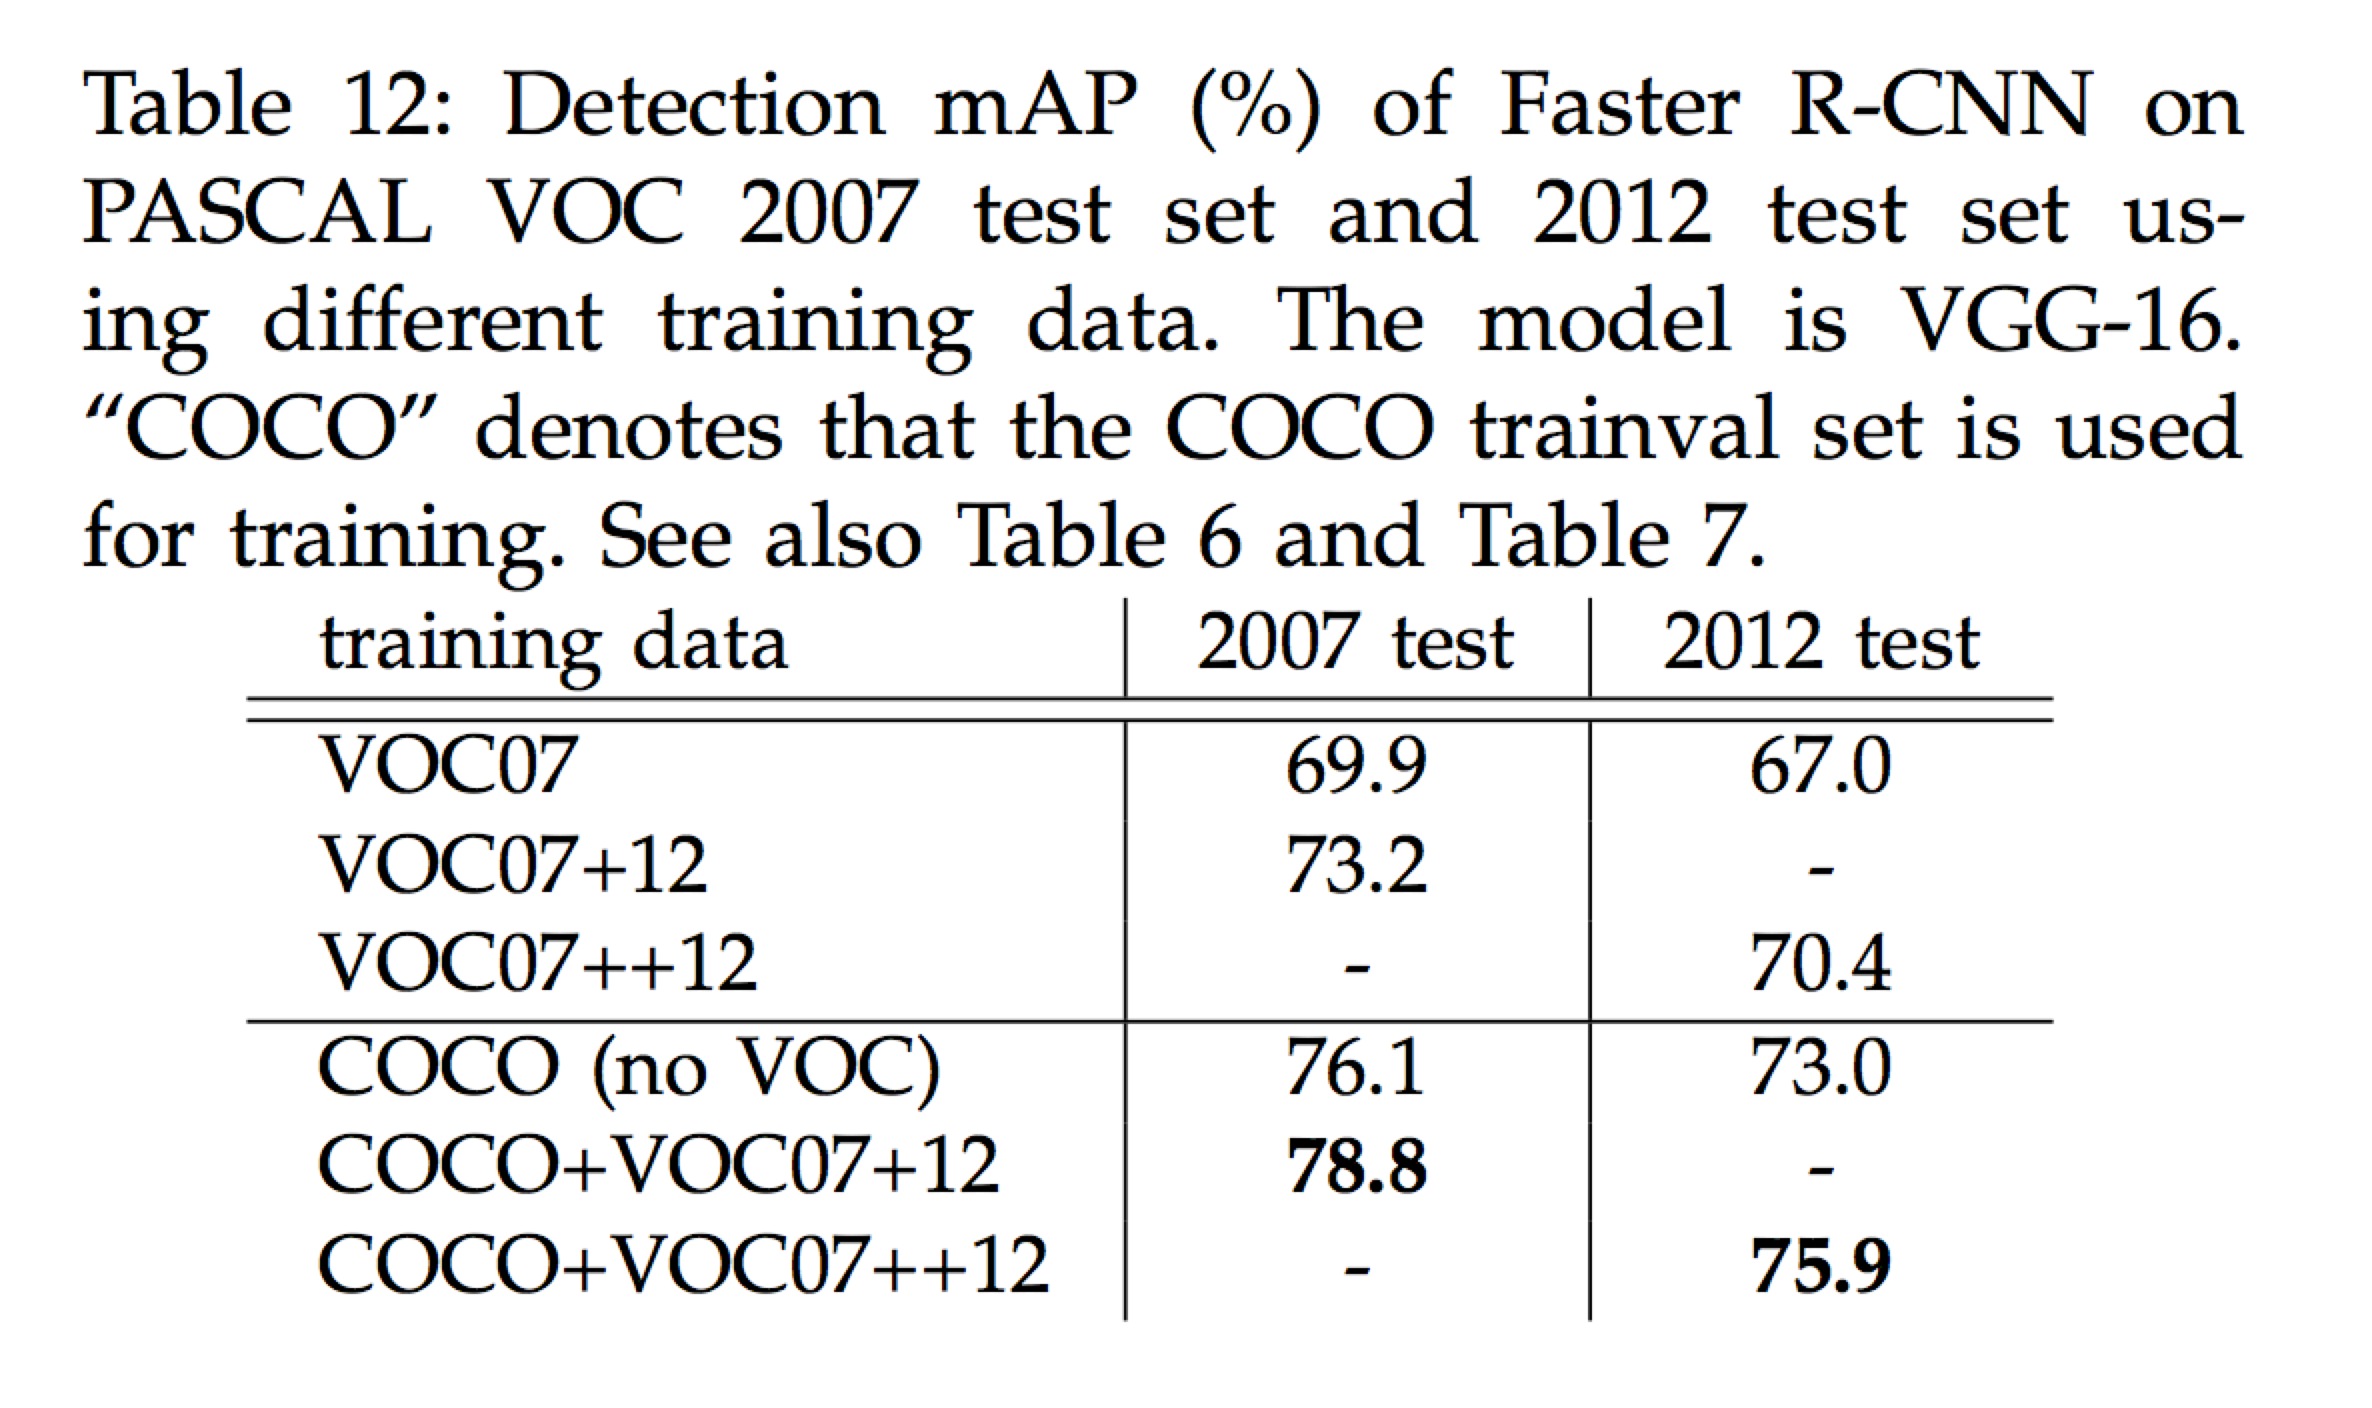 Table 12: Detection mAP (%) of Faster R-CNN on
PASCAL VOC 2007 test set and 2012 test set us-
ing different training data. The model is VGG-16.
“COCO” denotes that the COCO trainval set is used
for training. See also Table 6 and Table 7.
training data 2007 test 2012 test
VOC07 69.9 67.0
VOC07+12 73.2 -
VOC07++12 - 70.4
COCO (no VOC) 76.1 73.0
COCO+VOC07+12 78.8 -
COCO+VOC07++12 - 75.9